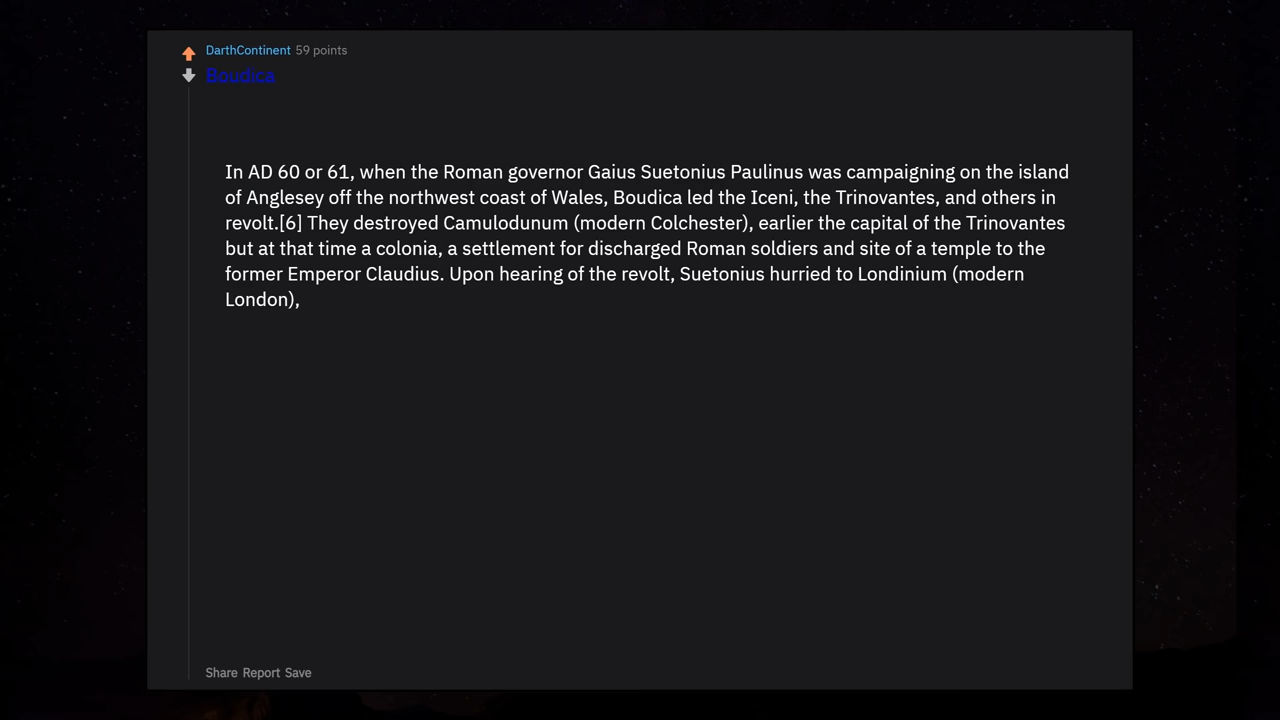 DarthContinent 59 points
Boudica
In AD 60 or 61, when the Roman governor Gaius Suetonius Paulinus was campaigning on the island
of Anglesey off the northwest coast of Wales, Boudica led the Iceni, the Trinovantes, and others in
revolt.[6] They destroyed Camulodunum (modern Colchester), earlier the capital of the Trinovantes
but at that time a colonia, a settlement for discharged Roman soldiers and site of a temple to the
former Emperor Claudius. Upon hearing of the revolt, Suetonius hurried to Londinium (modern
London),
Share Report Save